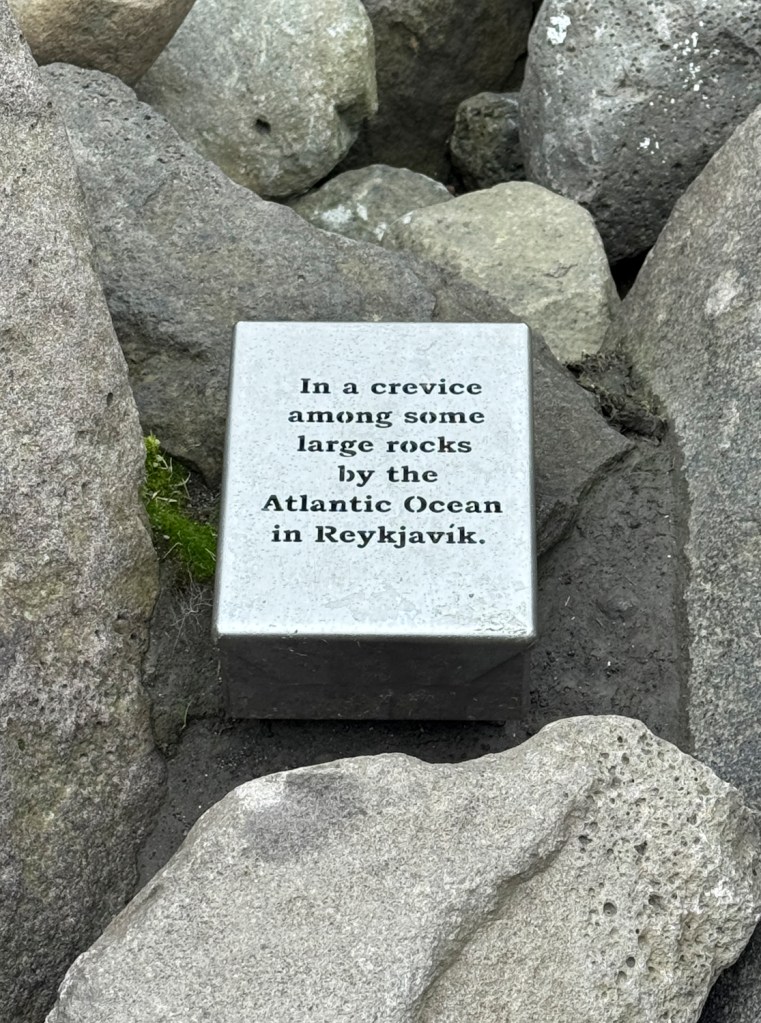 In a crevice
among some
large rocks
by the
Atlantic Ocean
in Reykjavík.